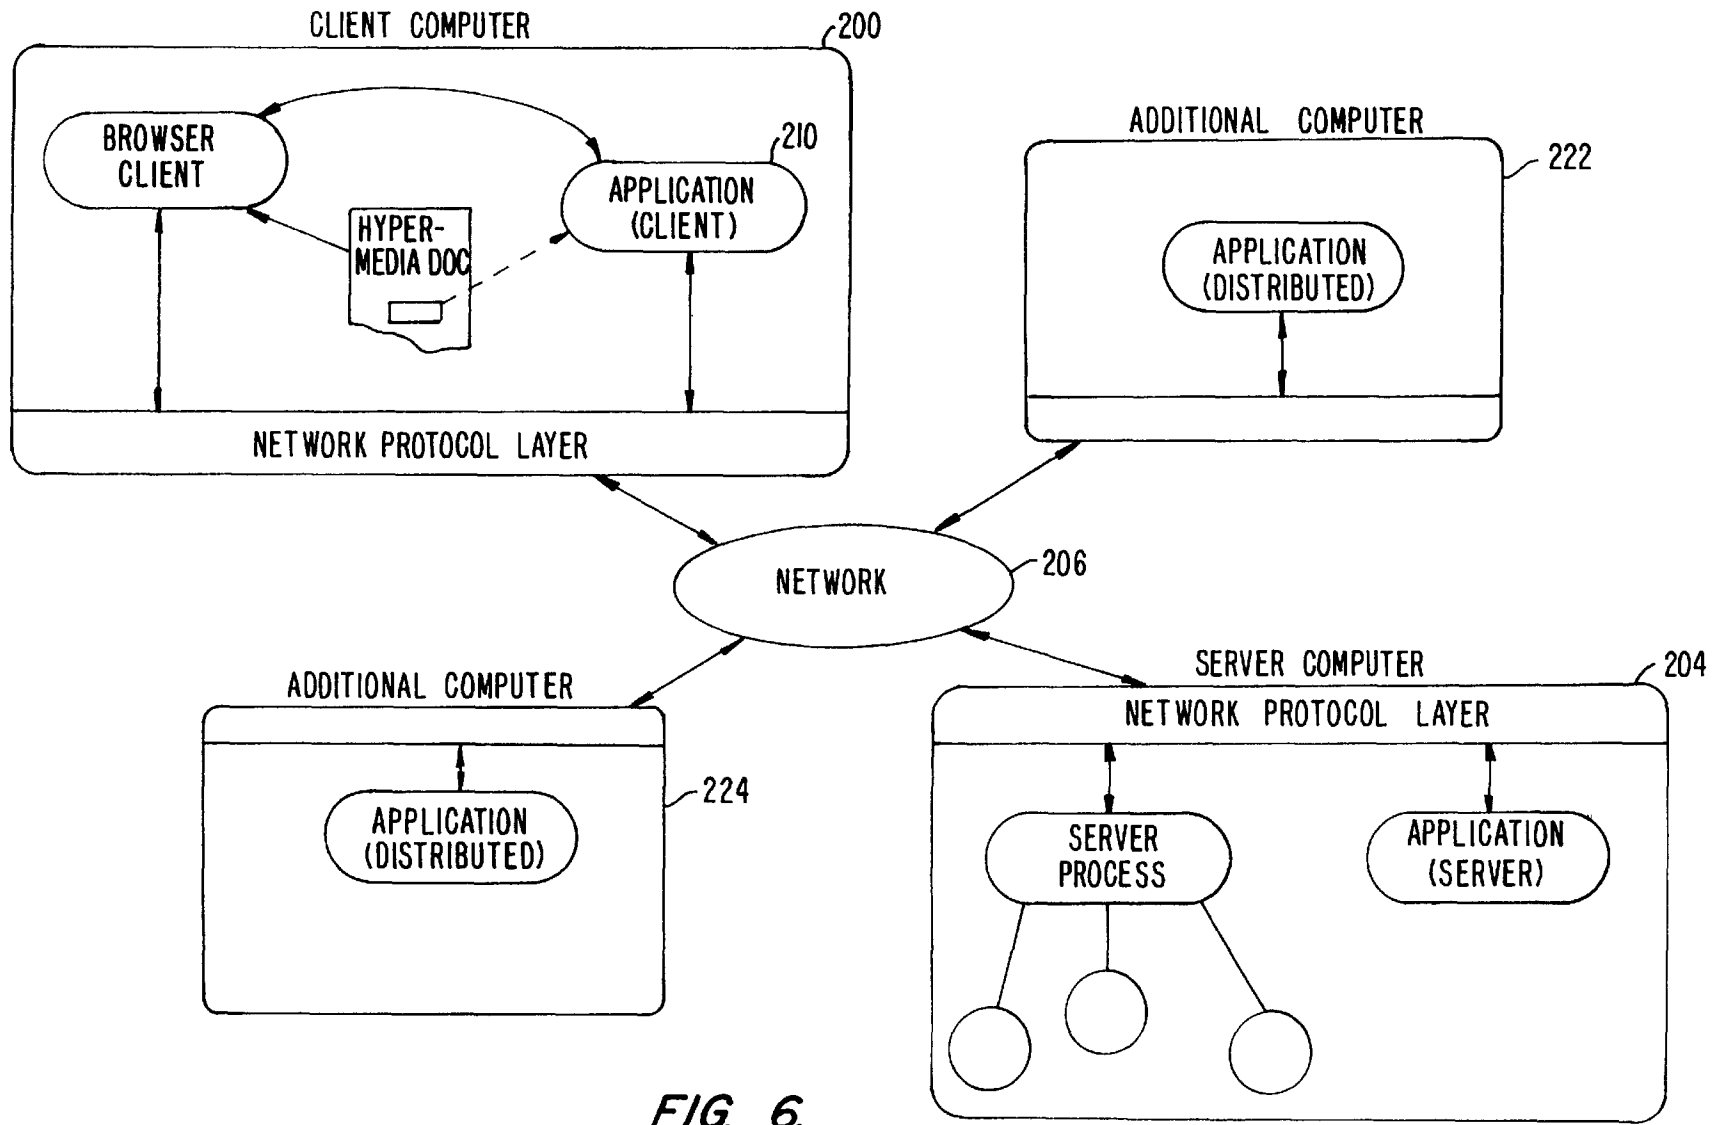 CLIENT COMPUTER
200
BROWSER
CLIENT
210
APPLICATION
(CLIENT)
HYPER-
MEDIA DOC
NETWORK PROTOCOL LAYER
ADDITIONAL COMPUTER
222
APPLICATION
(DISTRIBUTED)
NETWORK
206
ADDITIONAL COMPUTER
224
APPLICATION
(DISTRIBUTED)
SERVER COMPUTER
204
NETWORK PROTOCOL LAYER
SERVER
PROCESS
APPLICATION
(SERVER)
FIG. 6.